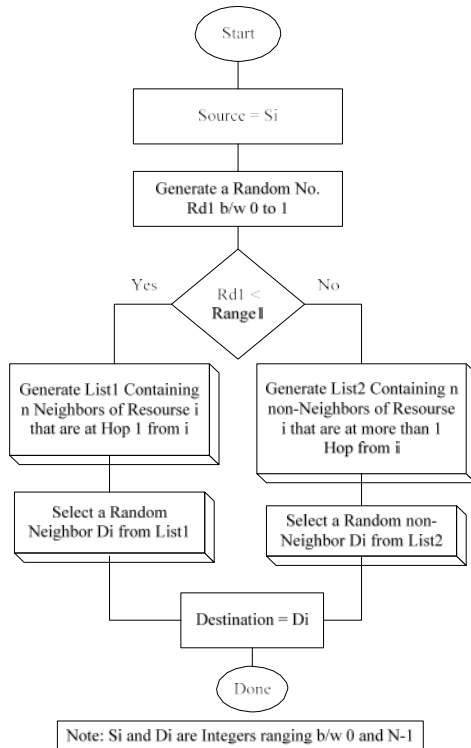 Start
Source = Si
Generate a Random No.
Rd1 b/w 0 to 1
Yes
No
Rd1 <
Range1
Generate List1 Containing
n Neighbors of Resourse i
that are at Hop 1 from i
Generate List2 Containing n
non-Neighbors of Resourse
i that are at more than 1
Hop from i
Select a Random
Neighbor Di from List1
Select a Random non-
Neighbor Di from List2
Destination = Di
Done
Note: Si and Di are Integers ranging b/w 0 and N-1